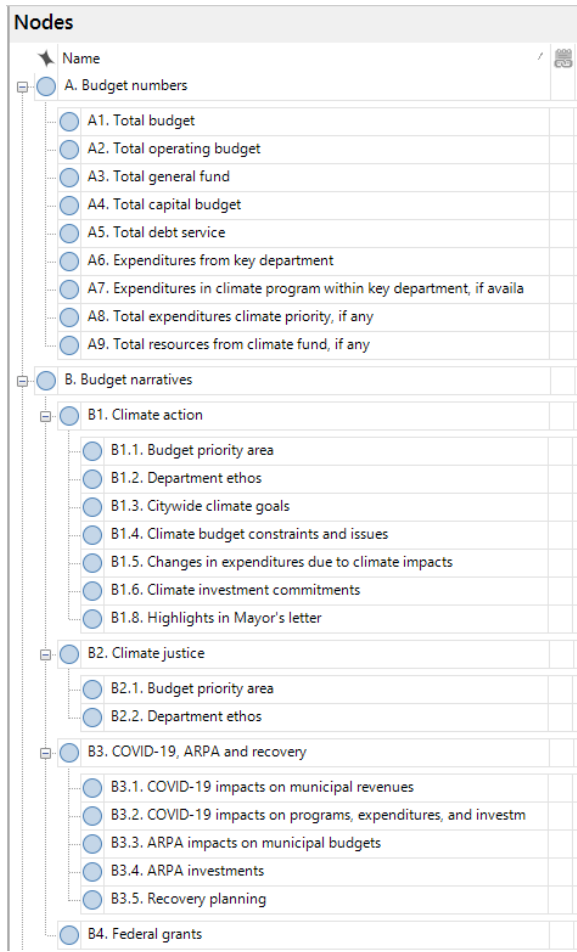 Nodes
Name
A. Budget numbers
A1. Total budget
A2. Total operating budget
A3. Total general fund
A4. Total capital budget
A5. Total debt service
A6. Expenditures from key department
A7. Expenditures in climate program within key department, if availa
A8. Total expenditures climate priority, if any
A9. Total resources from climate fund, if any
B. Budget narratives
B1. Climate action
B1.1. Budget priority area
B1.2. Department ethos
B1.3. Citywide climate goals
B1.4. Climate budget constraints and issues
B1.5. Changes in expenditures due to climate impacts
B1.6. Climate investment commitments
B1.8. Highlights in Mayor's letter
B2. Climate justice
B2.1. Budget priority area
B2.2. Department ethos
B3. COVID-19, ARPA and recovery
B3.1. COVID-19 impacts on municipal revenues
B3.2. COVID-19 impacts on programs, expenditures, and investm
B3.3. ARPA impacts on municipal budgets
B3.4. ARPA investments
B3.5. Recovery planning
B4. Federal grants